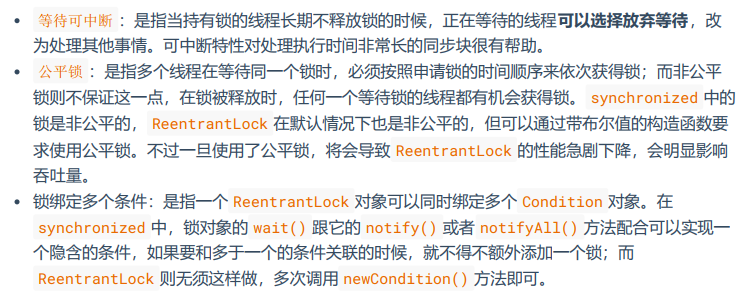 等待可中断：是指当持有锁的线程长期不释放锁的时候，正在等待的线程可以选择放弃等待，改
为处理其他事情。可中断特性对处理执行时间非常长的同步块很有帮助。
公平锁：是指多个线程在等待同一个锁时，必须按照申请锁的时间顺序来依次获得锁；而非公平
锁则不保证这一点，在锁被释放时，任何一个等待锁的线程都有机会获得锁。synchronized 中的
锁是非公平的，ReentrantLock 在默认情况下也是非公平的，但可以通过带布尔值的构造函数要
求使用公平锁。不过一旦使用了公平锁，将会导致 ReentrantLock 的性能急剧下降，会明显影响
吞吐量。
锁绑定多个条件：是指一个 ReentrantLock 对象可以同时绑定多个 Condition 对象。在
synchronized 中，锁对象的 wait() 跟它的 notify() 或者 notifyAll() 方法配合可以实现一
个隐含的条件，如果要和多于一个的条件关联的时候，就不得不额外添加一个锁；而
ReentrantLock 则无须这样做，多次调用 newCondition() 方法即可。